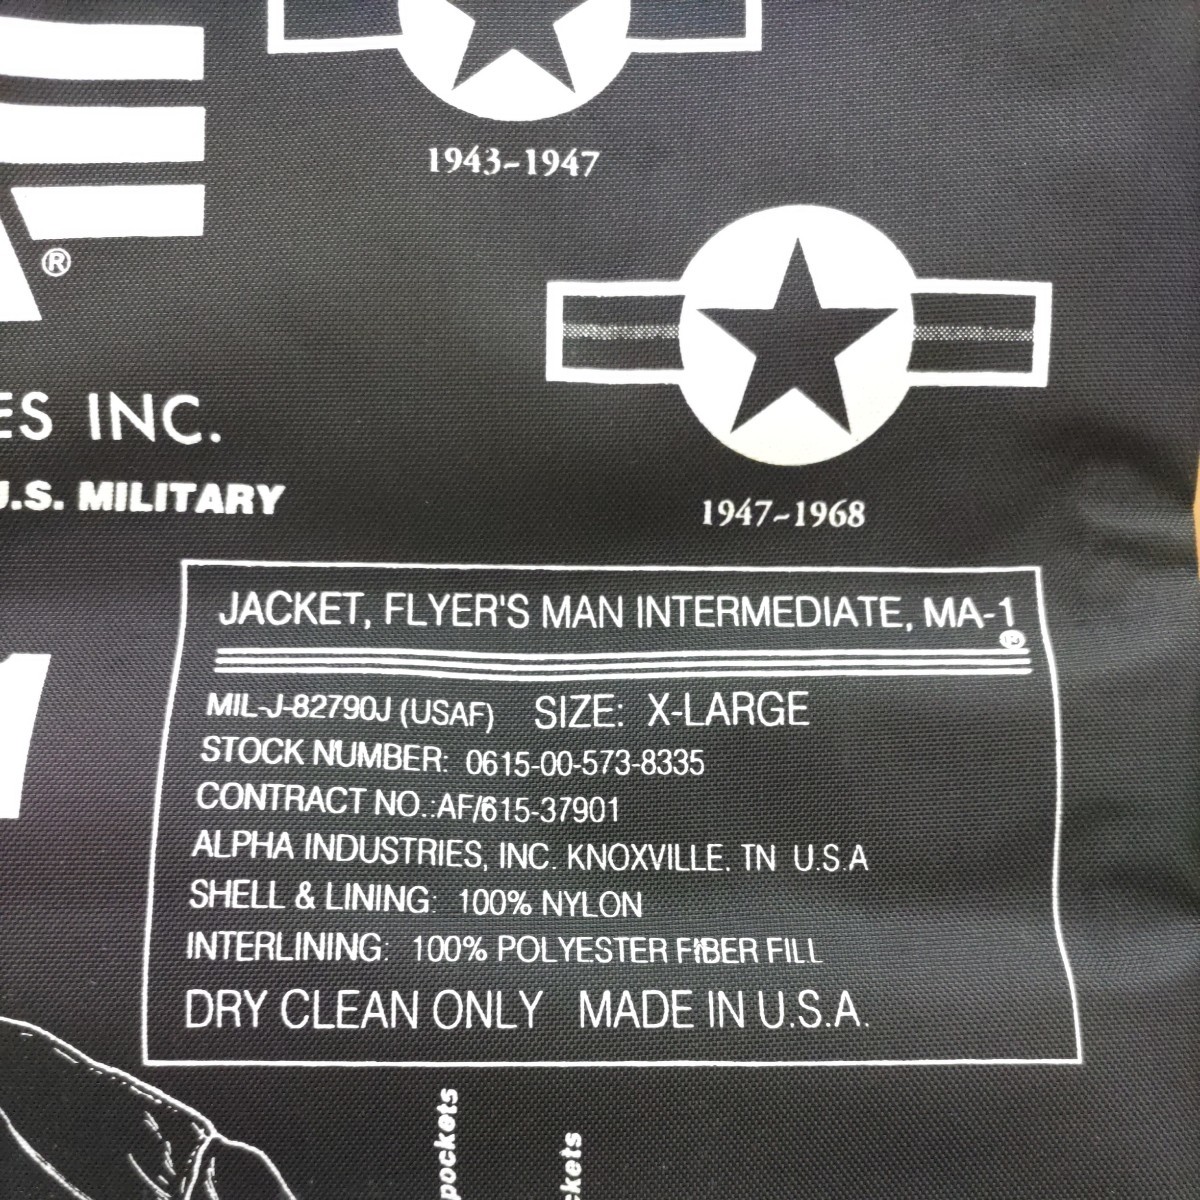 1943-1947
®
ES INC.
U.S. MILITARY
1947-1968
JACKET, FLYER'S MAN INTERMEDIATE, MA-1
®
MIL-J-82790J (USAF) SIZE: X-LARGE
STOCK NUMBER: 0615-00-573-8335
CONTRACT NO.:AF/615-37901
ALPHA INDUSTRIES, INC. KNOXVILLE. TN U.S.A
SHELL & LINING: 100% NYLON
INTERLINING: 100% POLYESTER FIBER FILL
DRY CLEAN ONLY MADE IN U.S.A.
pockets
ckets